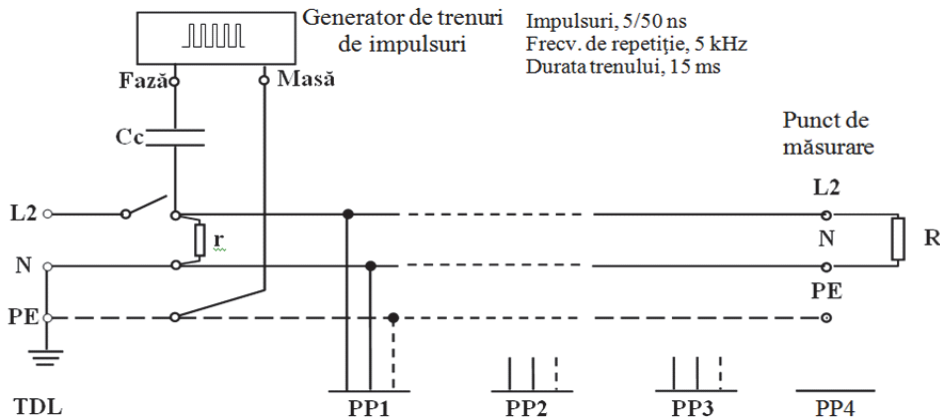 Generator de trenuri
de impulsuri
Impulsuri, 5/50 ns
Frecv. de repetiție, 5 kHz
Durata trenului, 15 ms
Fază
Masă
Cc
Punct de
măsurare
L2
L2
r
N
R
N
PE
PE
TDL
PP1
PP2
PP3
PP4